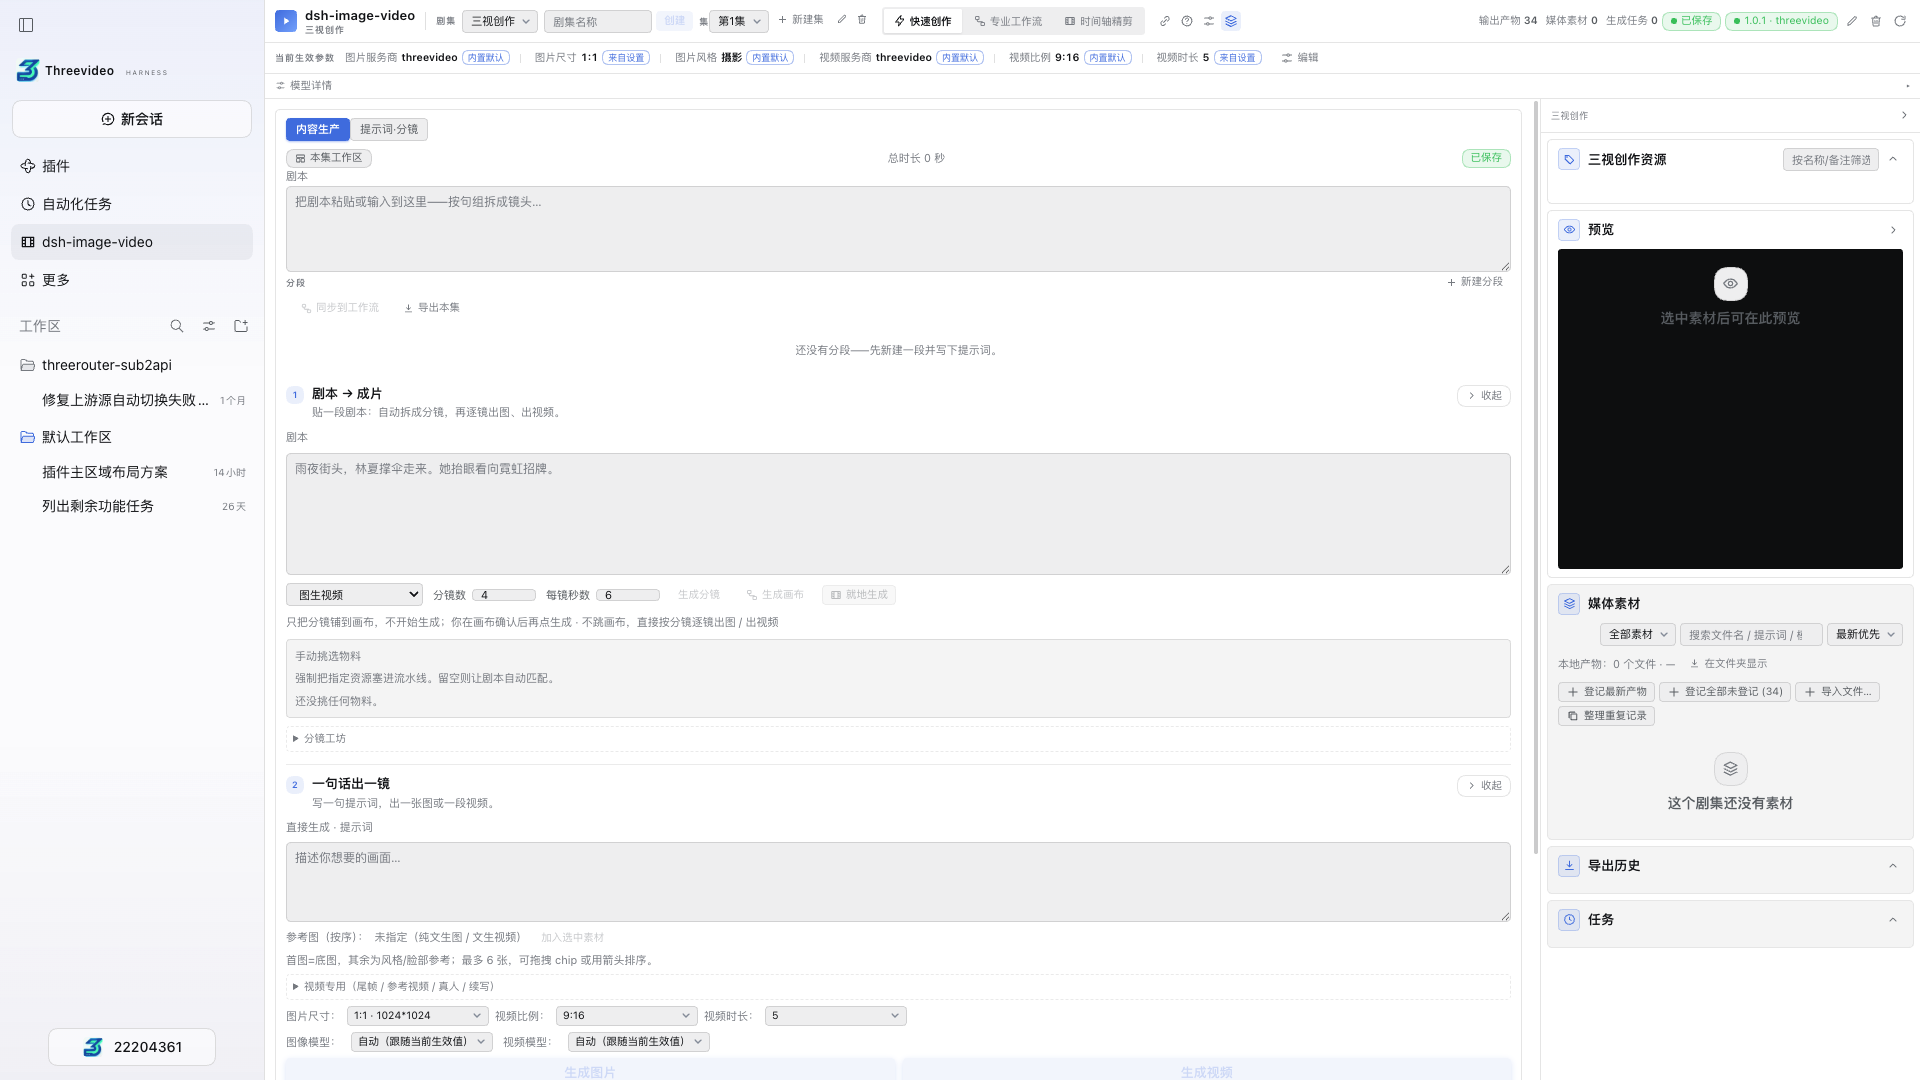 Threevideo HARNESS
新会话
插件
自动化任务
dsh-image-video
更多
工作区
threerouter-sub2api
修复上游源自动切换失败... 1个月
默认工作区
插件主区域布局方案 14小时
列出剩余功能任务 26天
22204361
dsh-image-video
三视创作
剧集 三视创作 剧集名称 创建 集 第1集 新建集 快速创作 专业工作流 时间轴精剪
输出产物 34 媒体素材 0 生成任务 0 已保存 1.0.1 · threevideo
当前生效参数 图片服务商 threevideo 内置默认 图片尺寸 1:1 来自设置 图片风格 摄影 内置默认 视频服务商 threevideo 内置默认 视频比例 9:16 内置默认 视频时长 5 来自设置 编辑
模型详情
内容生产 提示词·分镜
本集工作区 总时长 0 秒 已保存
剧本
把剧本粘贴或输入到这里——按句组拆成镜头...
分段 新建分段
同步到工作流 导出本集
还没有分段——先新建一段并写下提示词。
1 剧本 → 成片 收起
贴一段剧本：自动拆成分镜，再逐镜出图、出视频。
剧本
雨夜街头，林夏撑伞走来。她抬眼看向霓虹招牌。
图生视频 分镜数 4 每镜秒数 6 生成分镜 生成画布 就地生成
只把分镜铺到画布，不开始生成；你在画布确认后再点生成 · 不跳画布，直接按分镜逐镜出图 / 出视频
手动挑选物料
强制把指定资源塞进流水线。留空则让剧本自动匹配。
还没挑任何物料。
分镜工坊
2 一句话出一镜 收起
写一句提示词，出一张图或一段视频。
直接生成 · 提示词
描述你想要的画面...
参考图（按序）： 未指定（纯文生图 / 文生视频） 加入选中素材
首图=底图，其余为风格/脸部参考；最多 6 张，可拖拽 chip 或用箭头排序。
视频专用（尾帧 / 参考视频 / 真人 / 续写）
图片尺寸： 1:1 · 1024*1024 视频比例： 9:16 视频时长： 5
图像模型： 自动（跟随当前生效值） 视频模型： 自动（跟随当前生效值）
生成图片 生成视频
三视创作
三视创作资源 按名称/备注筛选
预览
选中素材后可在此预览
媒体素材
全部素材 搜索文件名 / 提示词 / 最新优先
本地产物：0 个文件 · — 在文件夹显示
登记最新产物 登记全部未登记 (34) 导入文件...
整理重复记录
这个剧集还没有素材
导出历史
任务